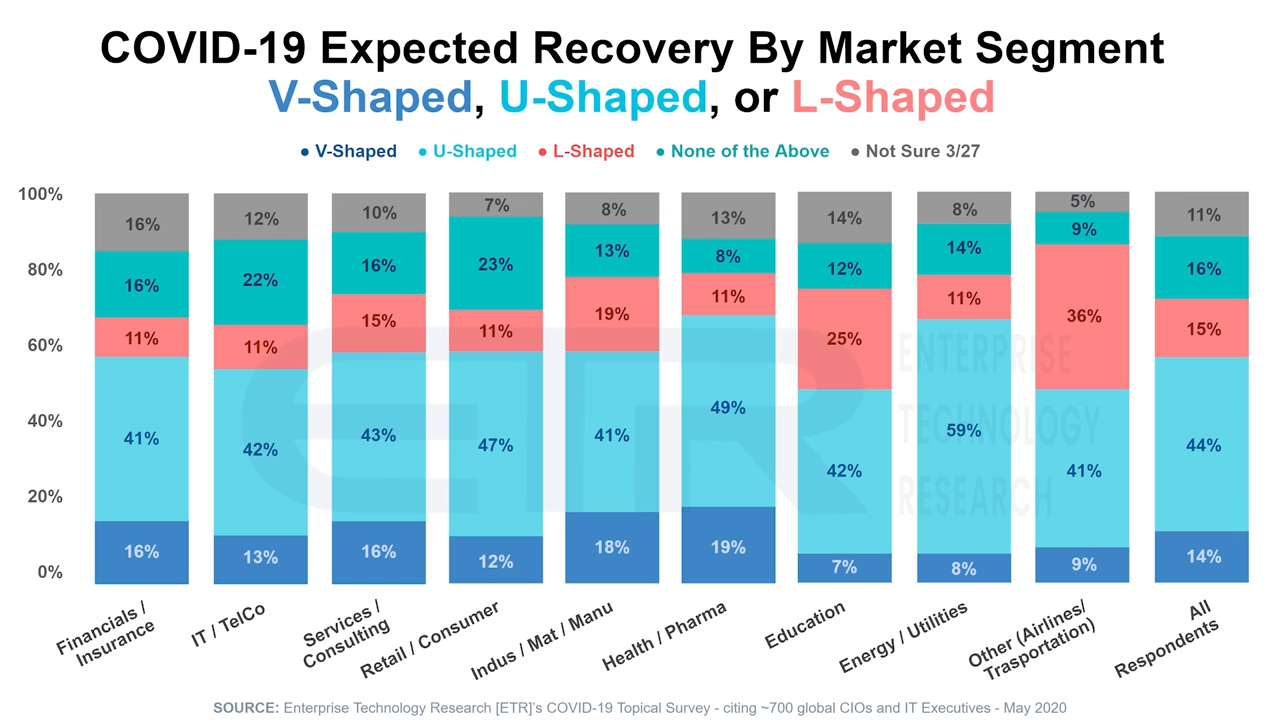 COVID-19 Expected Recovery By Market Segment
V-Shaped, U-Shaped, or L-Shaped
● V-Shaped ● U-Shaped ● L-Shaped ● None of the Above ● Not Sure 3/27
100%
80%
60%
40%
20%
0%
16%
16%
11%
41%
16%
12%
22%
11%
42%
13%
10%
16%
15%
43%
16%
7%
23%
11%
47%
12%
8%
13%
19%
41%
18%
13%
8%
11%
49%
19%
14%
12%
25%
42%
7%
8%
14%
11%
59%
8%
5%
9%
36%
41%
9%
11%
16%
15%
44%
14%
ETR
ENTERPRISE
TECHNOLOGY
RESEARCH
Financials /
Insurance
IT / TelCo
Services /
Consulting
Retail / Consumer
Indus / Mat / Manu
Health / Pharma
Education
Energy / Utilities
Other (Airlines/
Trasportation)
All
Respondents
SOURCE: Enterprise Technology Research [ETR]'s COVID-19 Topical Survey - citing ~700 global CIOs and IT Executives - May 2020